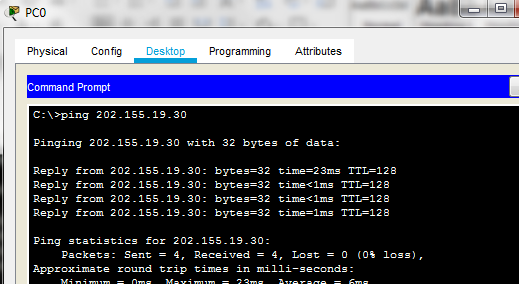 PC0
Physical Config Desktop Programming Attributes
Command Prompt
C:\>ping 202.155.19.30
Pinging 202.155.19.30 with 32 bytes of data:
Reply from 202.155.19.30: bytes=32 time=23ms TTL=128
Reply from 202.155.19.30: bytes=32 time<1ms TTL=128
Reply from 202.155.19.30: bytes=32 time<1ms TTL=128
Reply from 202.155.19.30: bytes=32 time=1ms TTL=128
Ping statistics for 202.155.19.30:
Packets: Sent = 4, Received = 4, Lost = 0 (0% loss),
Approximate round trip times in milli-seconds:
Minimum = 0ms, Maximum = 23ms, Average = 6ms